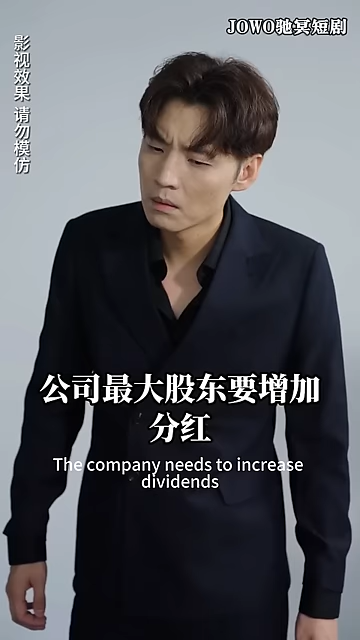 JOWO驰冥短剧
影视效果 请勿模仿
公司最大股东要增加
分红
The company needs to increase
dividends